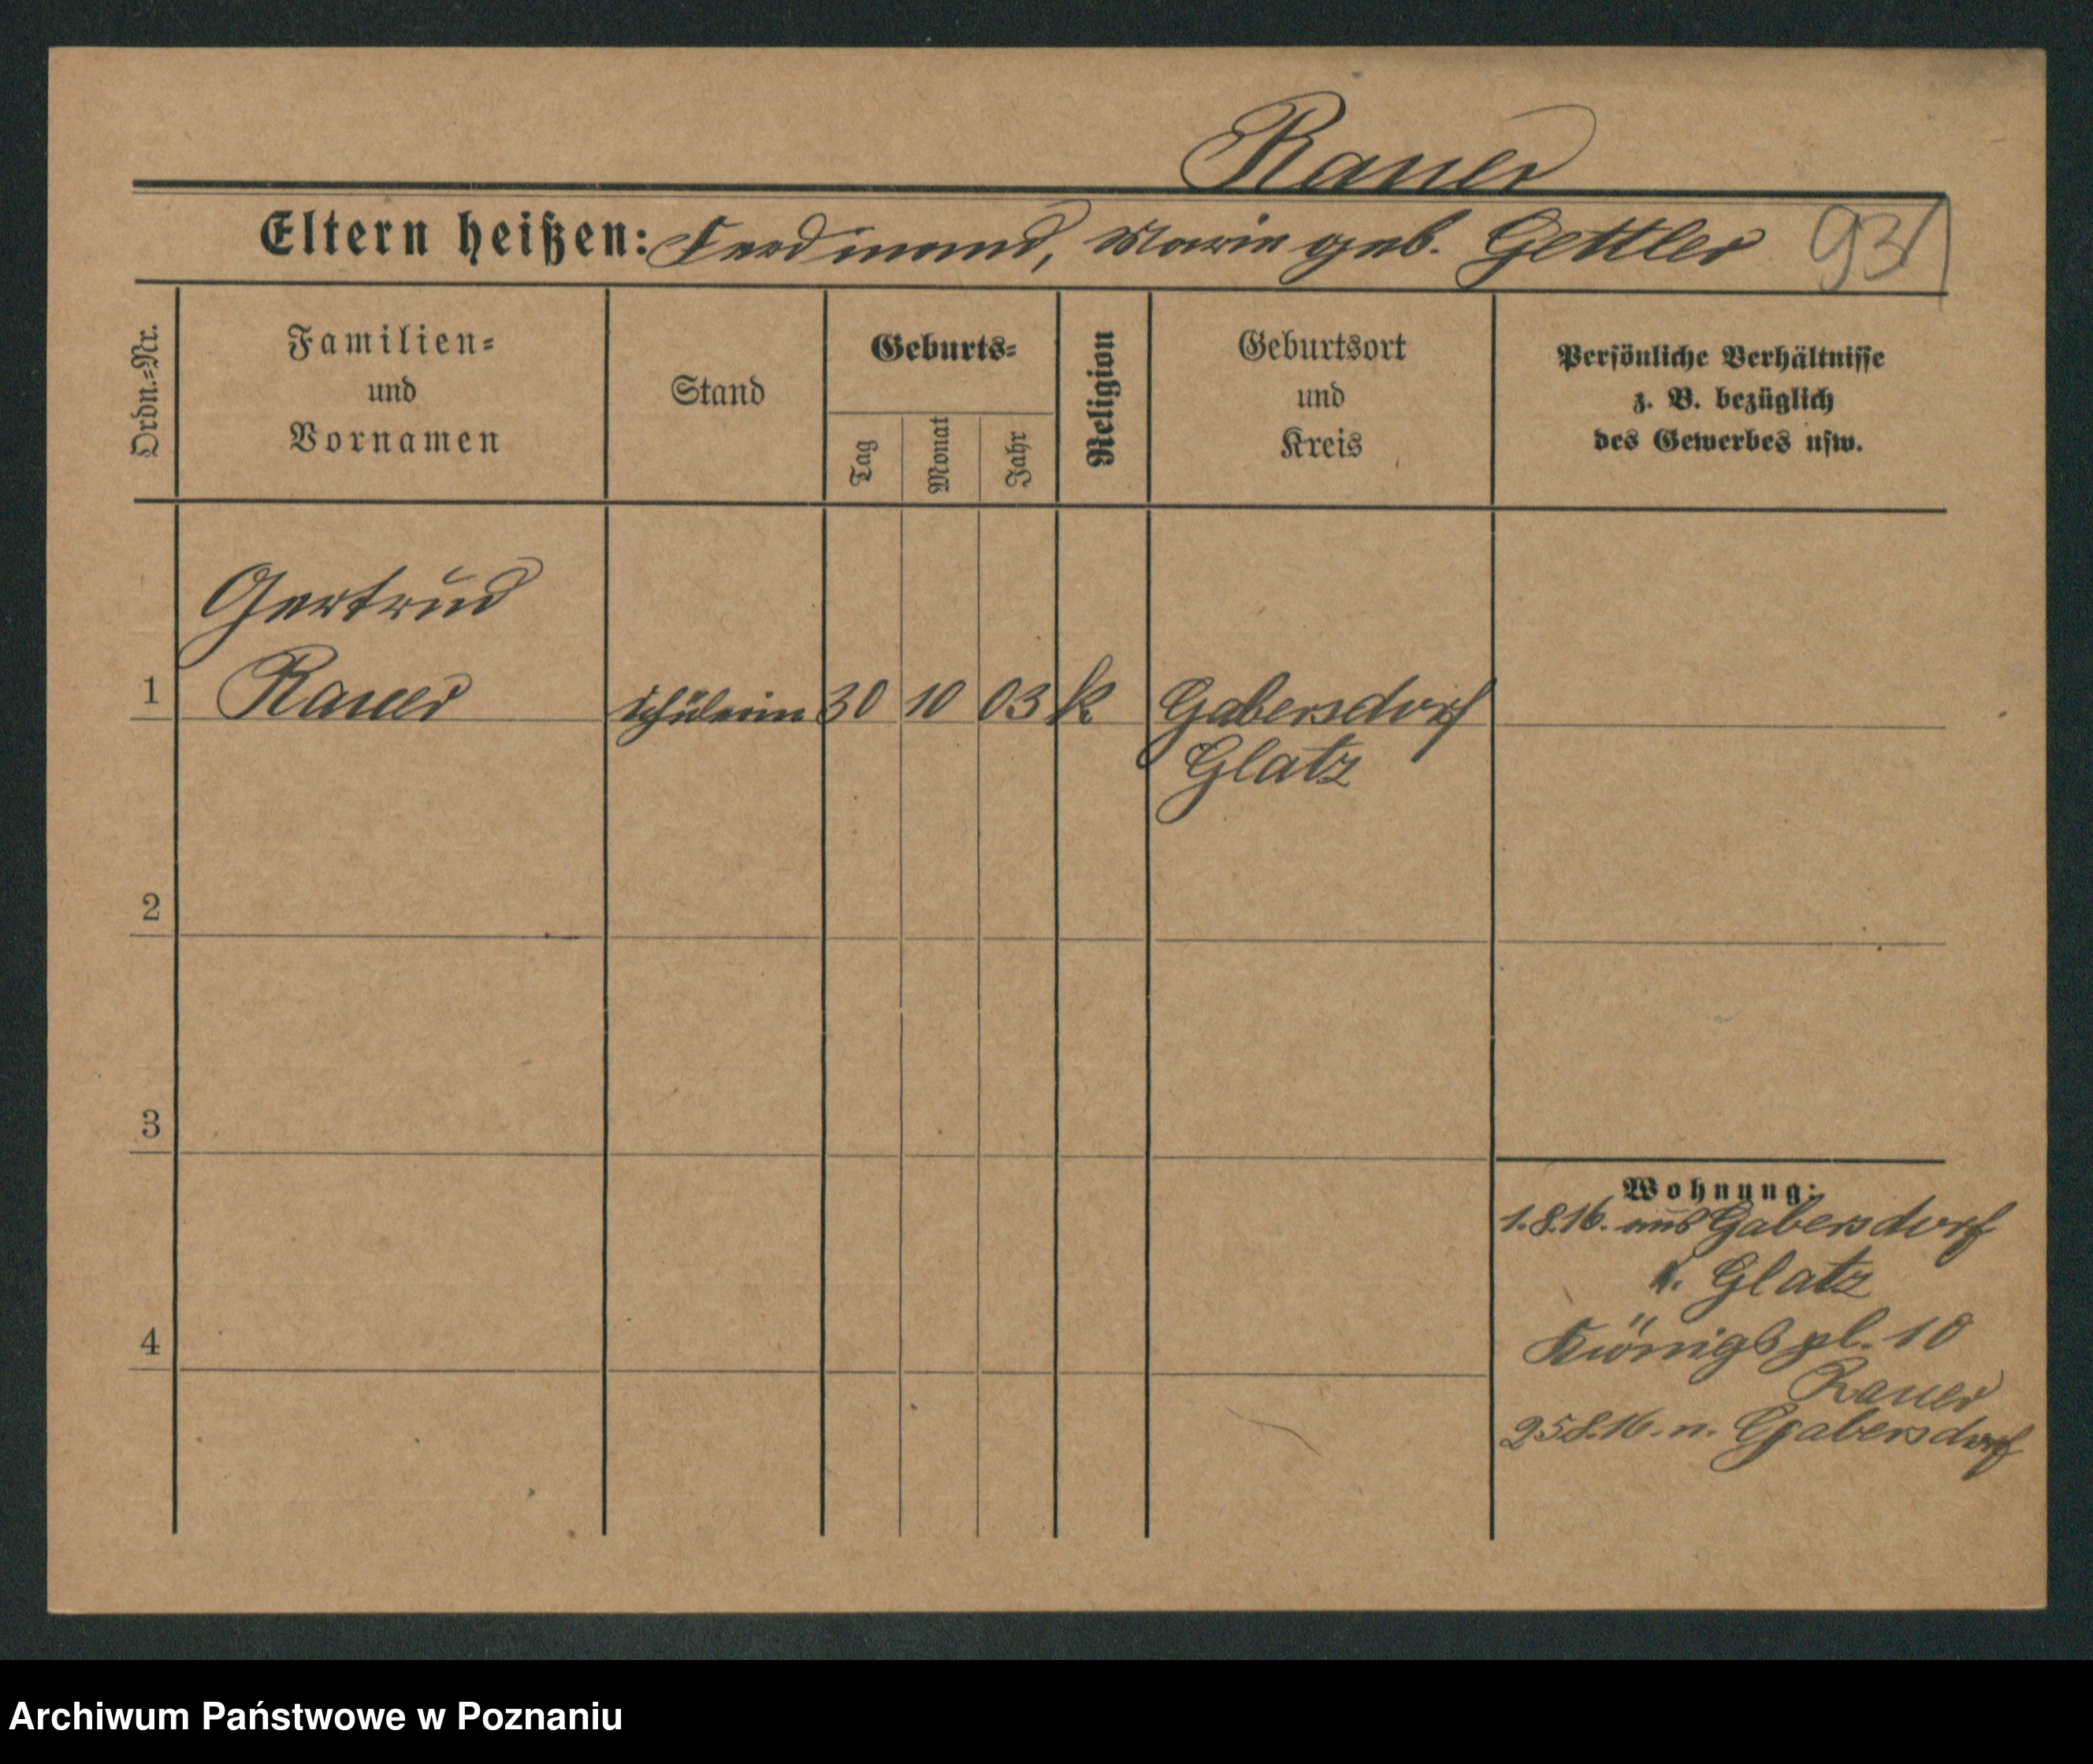 Rauer
Eltern heißen: Ferdinand, Marie geb. Gettler 931
Ordn.=Nr.
Familien=
und
Vornamen
Stand
Geburts=
Tag
Monat
Jahr
Religion
Geburtsort
und
Kreis
Persönliche Verhältnisse
z. B. bezüglich
des Gewerbes usw.
Gertrud
1 Rauer Schülerin 30 10 03 k Gabersdorf
Glatz
2
3
Wohnung:
1.8.16. aus Gabersdorf
Glatz
4 Königspl. 10
Rauer
25.8.16. n. Gabersdorf
Archiwum Państwowe w Poznaniu